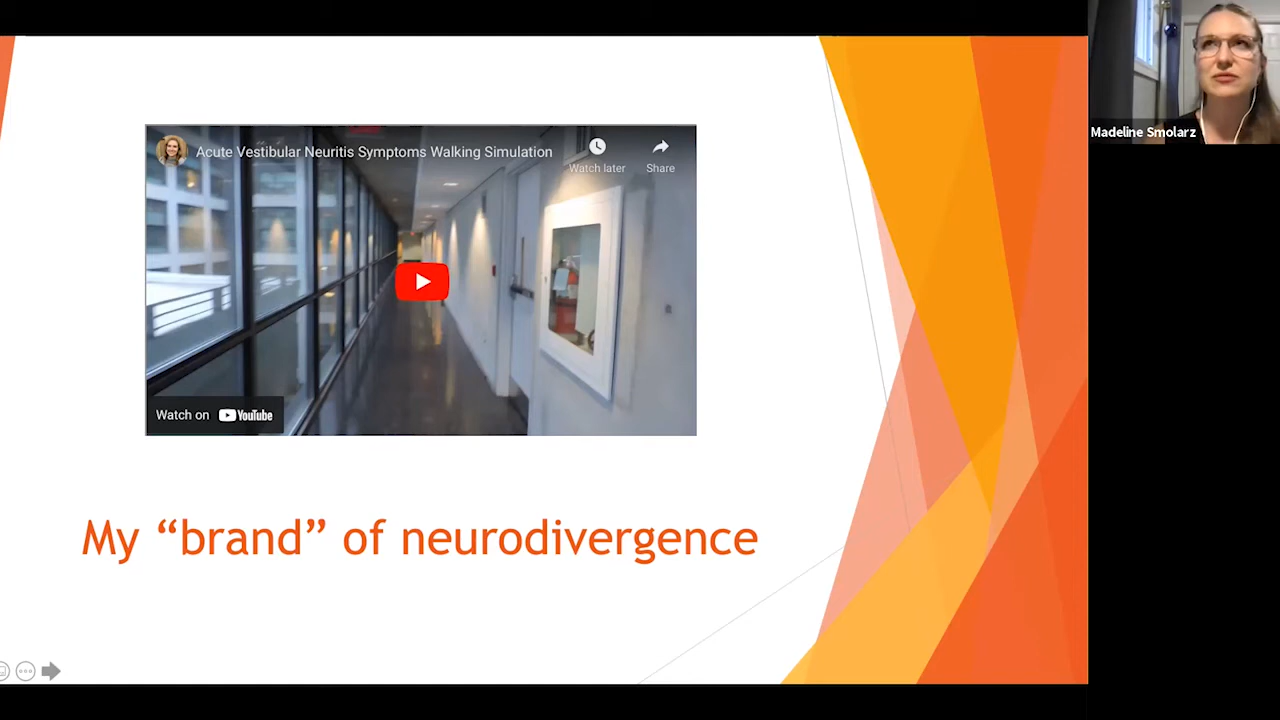 Acute Vestibular Neuritis Symptoms Walking Simulation
Watch later
Share
Watch on YouTube
My “brand” of neurodivergence
Madeline Smolarz